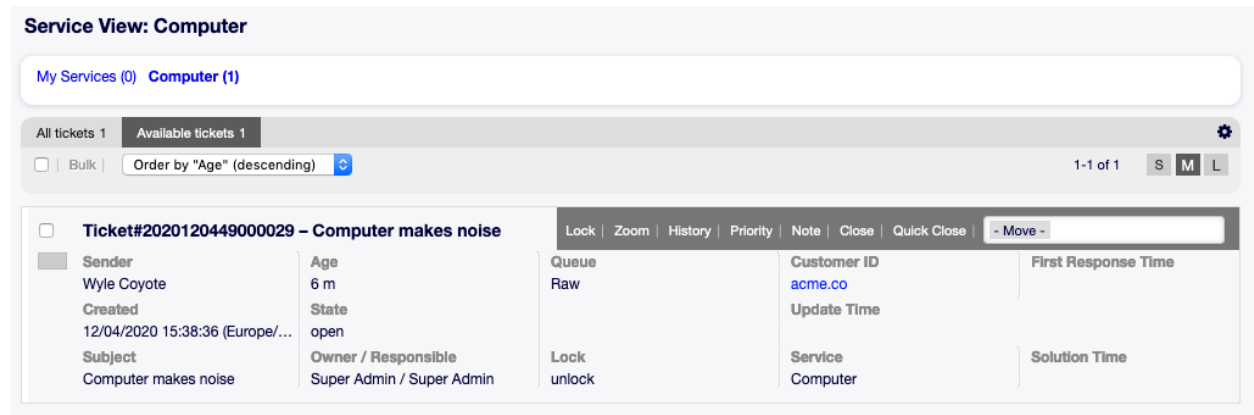 Service View: Computer
My Services (0) Computer (1)
All tickets 1 Available tickets 1
| Bulk | Order by "Age" (descending) 1-1 of 1 S M L
Ticket#2020120449000029 – Computer makes noise Lock | Zoom | History | Priority | Note | Close | Quick Close | - Move -
Sender Age Queue Customer ID First Response Time
Wyle Coyote 6 m Raw acme.co
Created State Update Time
12/04/2020 15:38:36 (Europe/... open
Subject Owner / Responsible Lock Service Solution Time
Computer makes noise Super Admin / Super Admin unlock Computer